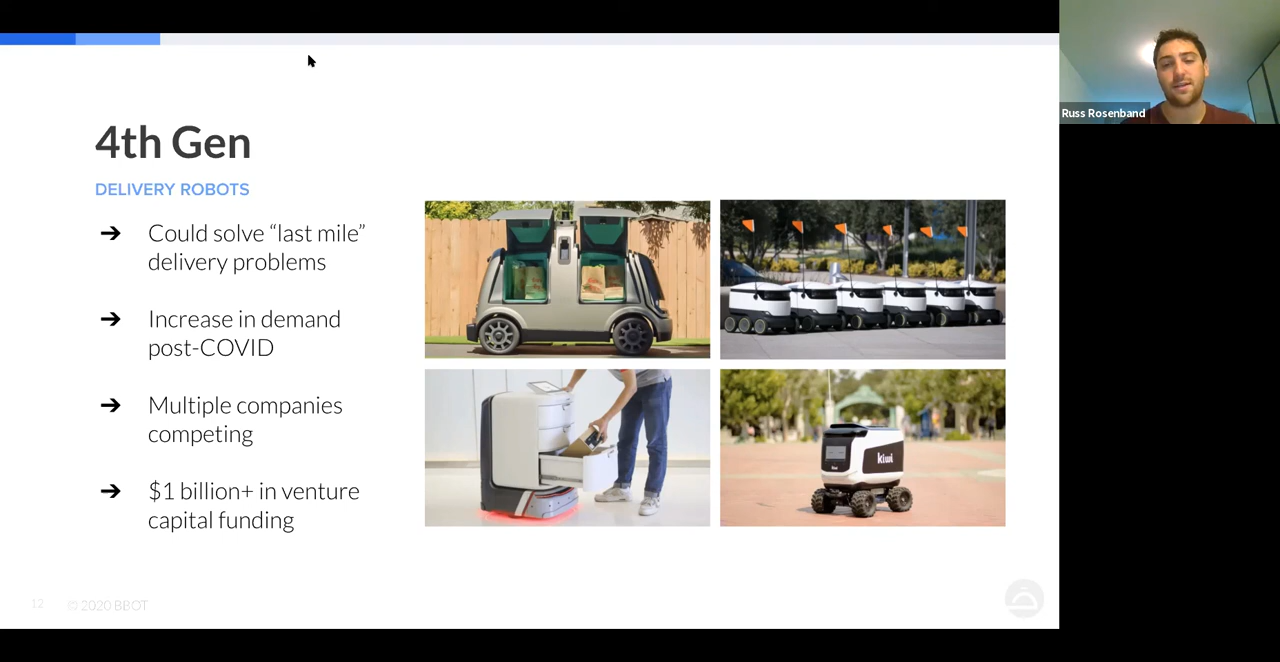 4th Gen
DELIVERY ROBOTS
➔ Could solve “last mile”
delivery problems
➔ Increase in demand
post-COVID
➔ Multiple companies
competing
➔ $1 billion+ in venture
capital funding
kiwi
12 © 2020 BBOT
Russ Rosenband